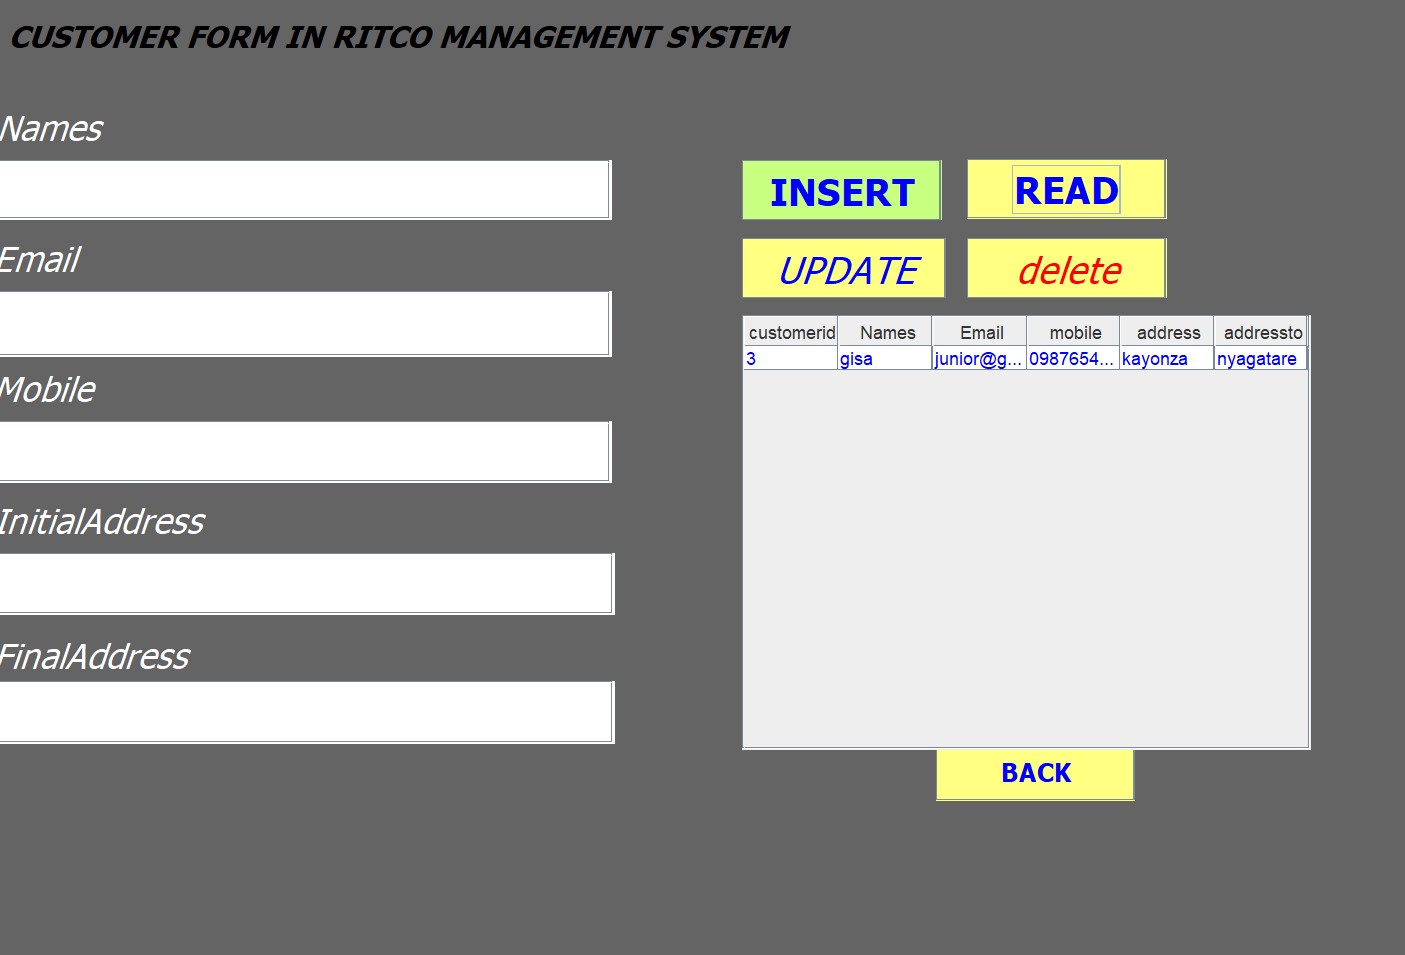 CUSTOMER FORM IN RITCO MANAGEMENT SYSTEM
Names
Email
Mobile
InitialAddress
FinalAddress
INSERT READ
UPDATE delete
customerid Names Email mobile address addressto
3 gisa junior@g... 0987654... kayonza nyagatare
BACK